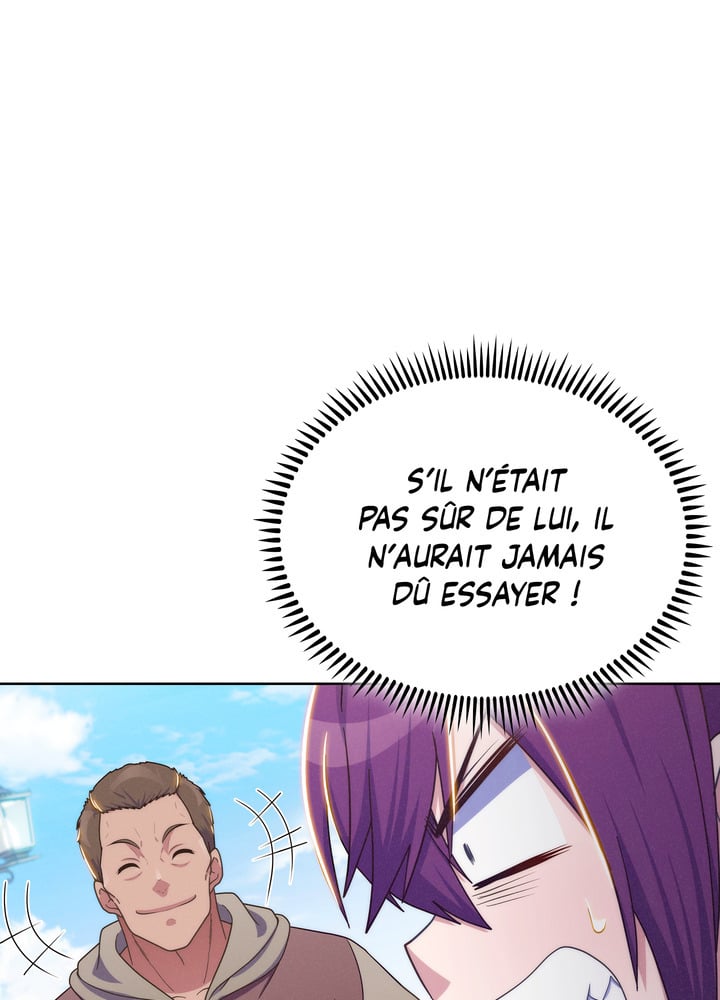 S'IL N'ÉTAIT
PAS SÛR DE LUI, IL
N'AURAIT JAMAIS
DÛ ESSAYER !